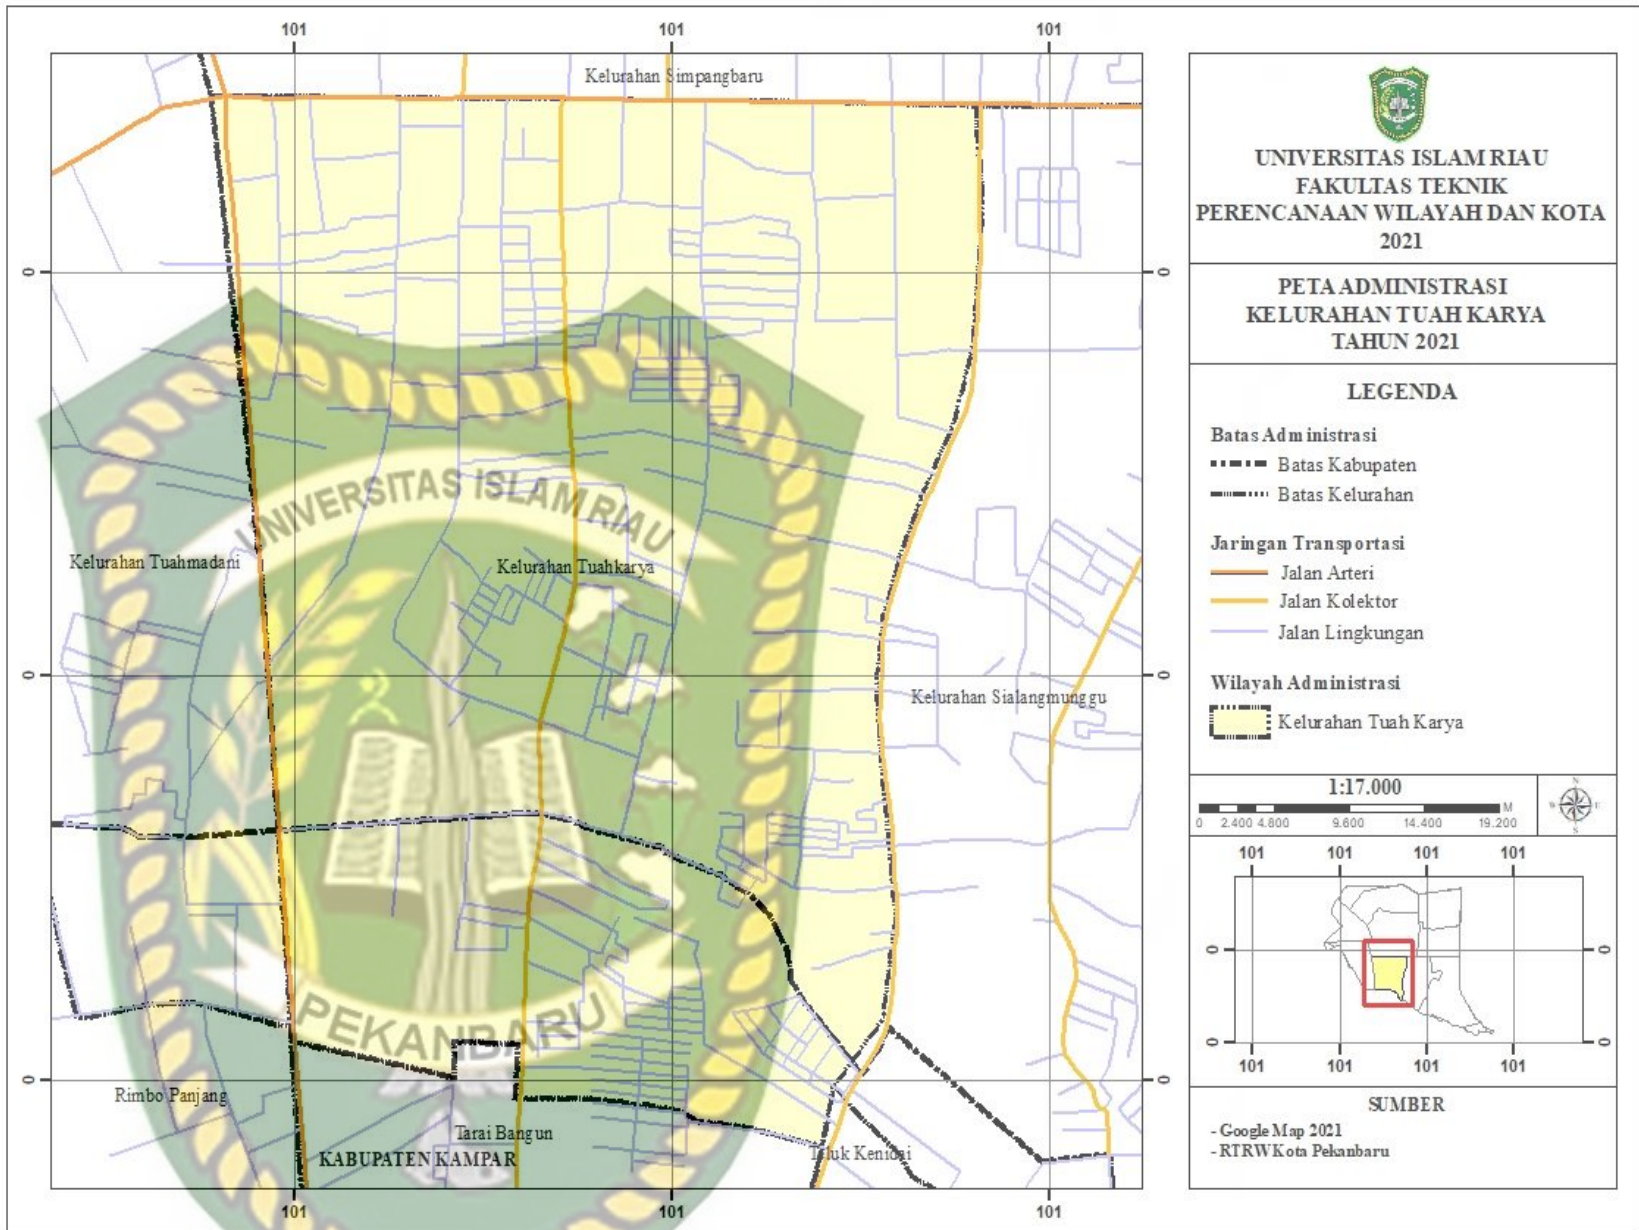 101 101 101
Kelurahan Simpangbaru
0 0
UNIVERSITAS ISLAM RIAU
Kelurahan Tuahmadani
Kelurahan Tuahkarya
0 0
Kelurahan Sialangmunggu
PEKANBARU
0 0
Rimbo Panjang
Tarai Bangun
KABUPATEN KAMPAR
Teluk Kenidai
101 101 101
UNIVERSITAS ISLAM RIAU
FAKULTAS TEKNIK
PERENCANAAN WILAYAH DAN KOTA
2021
PETA ADMINISTRASI
KELURAHAN TUAH KARYA
TAHUN 2021
LEGENDA
Batas Administrasi
Batas Kabupaten
Batas Kelurahan
Jaringan Transportasi
Jalan Arteri
Jalan Kolektor
Jalan Lingkungan
Wilayah Administrasi
Kelurahan Tuah Karya
1:17.000
M
0 2.400 4.800 9.600 14.400 19.200
N
W E
S
101 101 101 101
0 0
0 0
101 101 101 101
SUMBER
- Google Map 2021
- RTRW Kota Pekanbaru